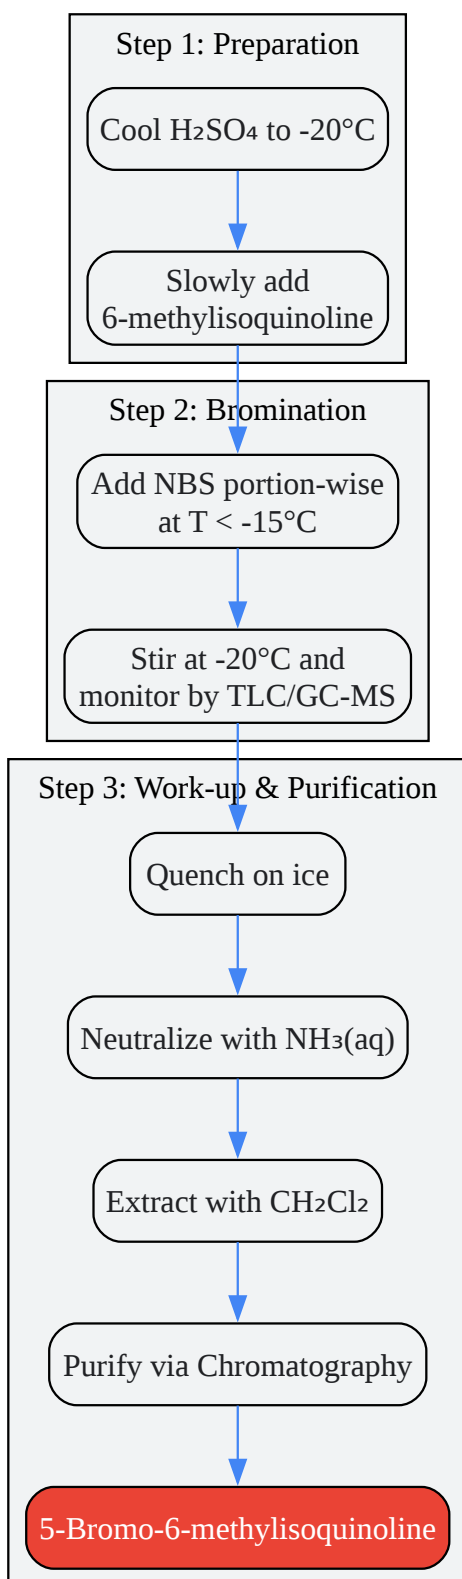 Step 1: Preparation
Cool H₂SO₄ to -20°C
Slowly add
6-methylisoquinoline
Step 2: Bromination
Add NBS portion-wise
at T < -15°C
Stir at -20°C and
monitor by TLC/GC-MS
Step 3: Work-up & Purification
Quench on ice
Neutralize with NH₃(aq)
Extract with CH₂Cl₂
Purify via Chromatography
5-Bromo-6-methylisoquinoline